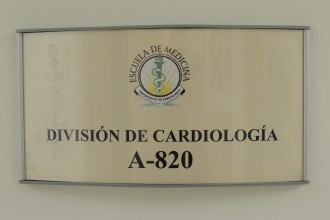 ESCUELA DE MEDICINA
DIVISIÓN DE CARDIOLOGÍA
A-820